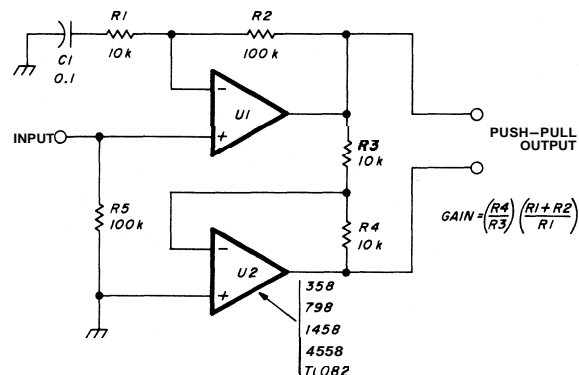 R1
10k
R2
100k
C1
0.1
-
U1
+
INPUT
R3
10k
PUSH-PULL
OUTPUT
R5
100k
R4
10k
GAIN=(R4/R3)(R1+R2/R1)
-
U2
+
358
798
1458
4558
TL082